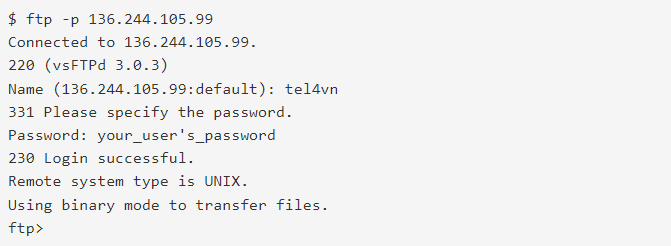 $ ftp -p 136.244.105.99
Connected to 136.244.105.99.
220 (vsFTPd 3.0.3)
Name (136.244.105.99:default): tel4vn
331 Please specify the password.
Password: your_user's_password
230 Login successful.
Remote system type is UNIX.
Using binary mode to transfer files.
ftp>